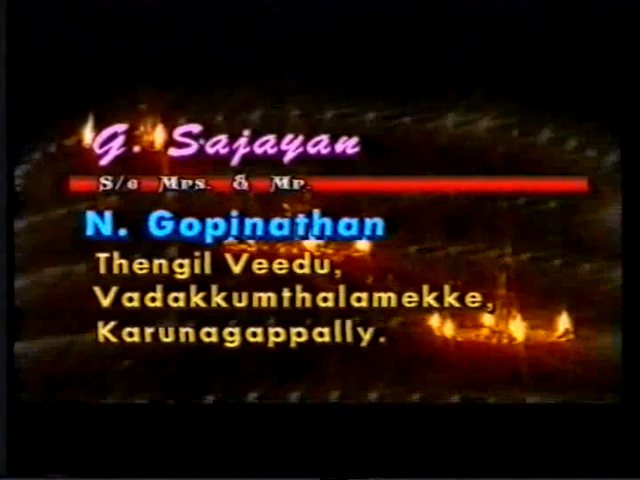 G. Sajayan
S/o Mrs. & Mr.
N. Gopinathan
Thengil Veedu,
Vadakkumthalamekke,
Karunagappally.